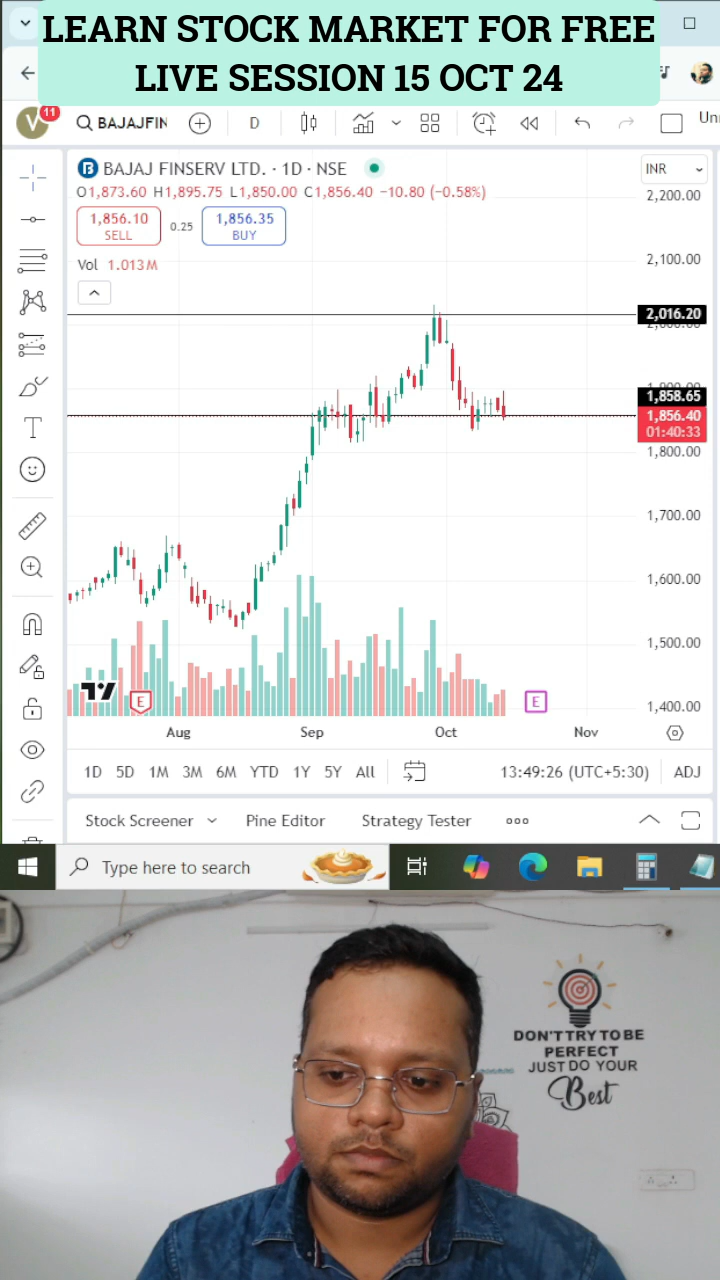 LEARN STOCK MARKET FOR FREE
LIVE SESSION 15 OCT 24
V 11 BAJAJFIN D
BAJAJ FINSERV LTD. · 1D · NSE INR
O1,873.60 H1,895.75 L1,850.00 C1,856.40 −10.80 (−0.58%)
2,200.00
1,856.10 0.25 1,856.35
SELL BUY
Vol 1.013M
2,100.00
2,016.20
1,858.65
1,856.40
01:40:33
1,800.00
1,700.00
1,600.00
1,500.00
1,400.00
E E
Aug Sep Oct Nov
1D 5D 1M 3M 6M YTD 1Y 5Y All 13:49:26 (UTC+5:30) ADJ
Stock Screener Pine Editor Strategy Tester
Type here to search
DON'T TRY TO BE
PERFECT
JUST DO YOUR
Best